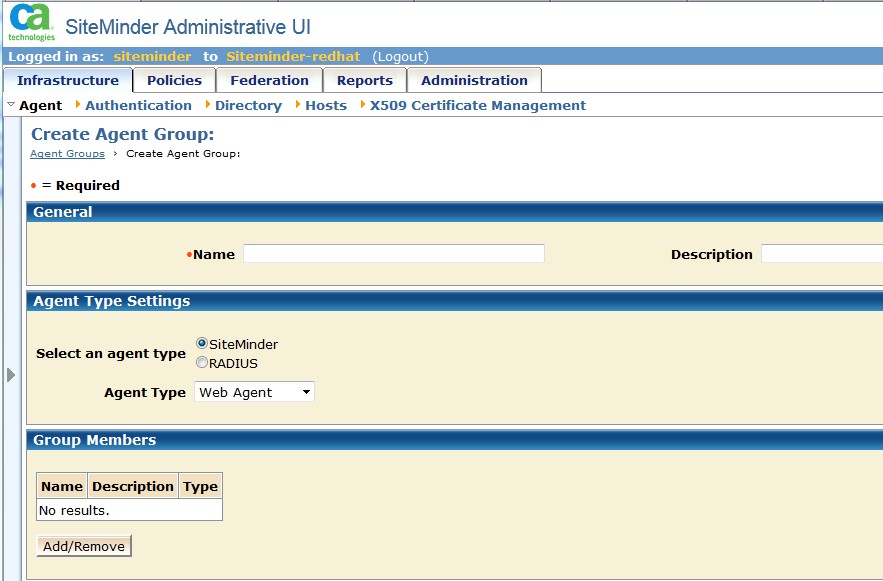 ca
technologies
SiteMinder Administrative UI
Logged in as: siteminder to Siteminder-redhat (Logout)
Infrastructure Policies Federation Reports Administration
Agent Authentication Directory Hosts X509 Certificate Management
Create Agent Group:
Agent Groups › Create Agent Group:
• = Required
General
•Name Description
Agent Type Settings
Select an agent type
SiteMinder
RADIUS
Agent Type Web Agent
Group Members
Name Description Type
No results.
Add/Remove